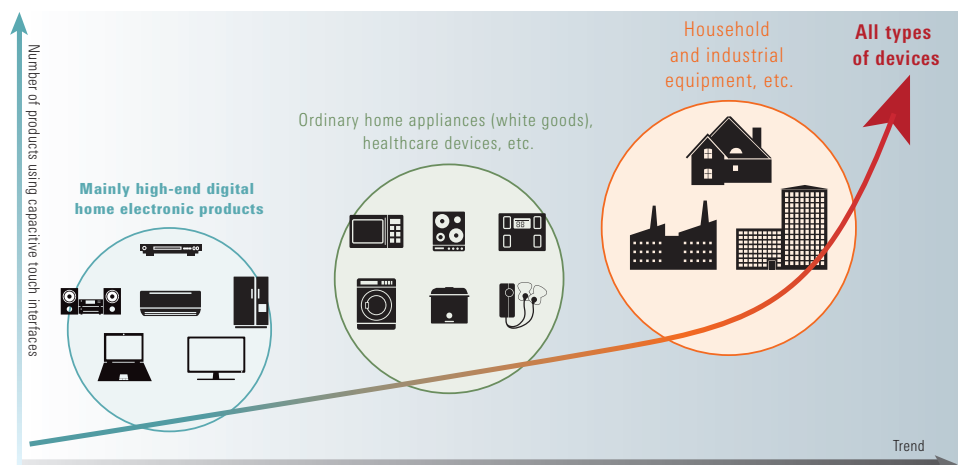 Number of products using capacitive touch interfaces
Mainly high-end digital
home electronic products
Ordinary home appliances (white goods),
healthcare devices, etc.
Household
and industrial
equipment, etc.
All types
of devices
Trend